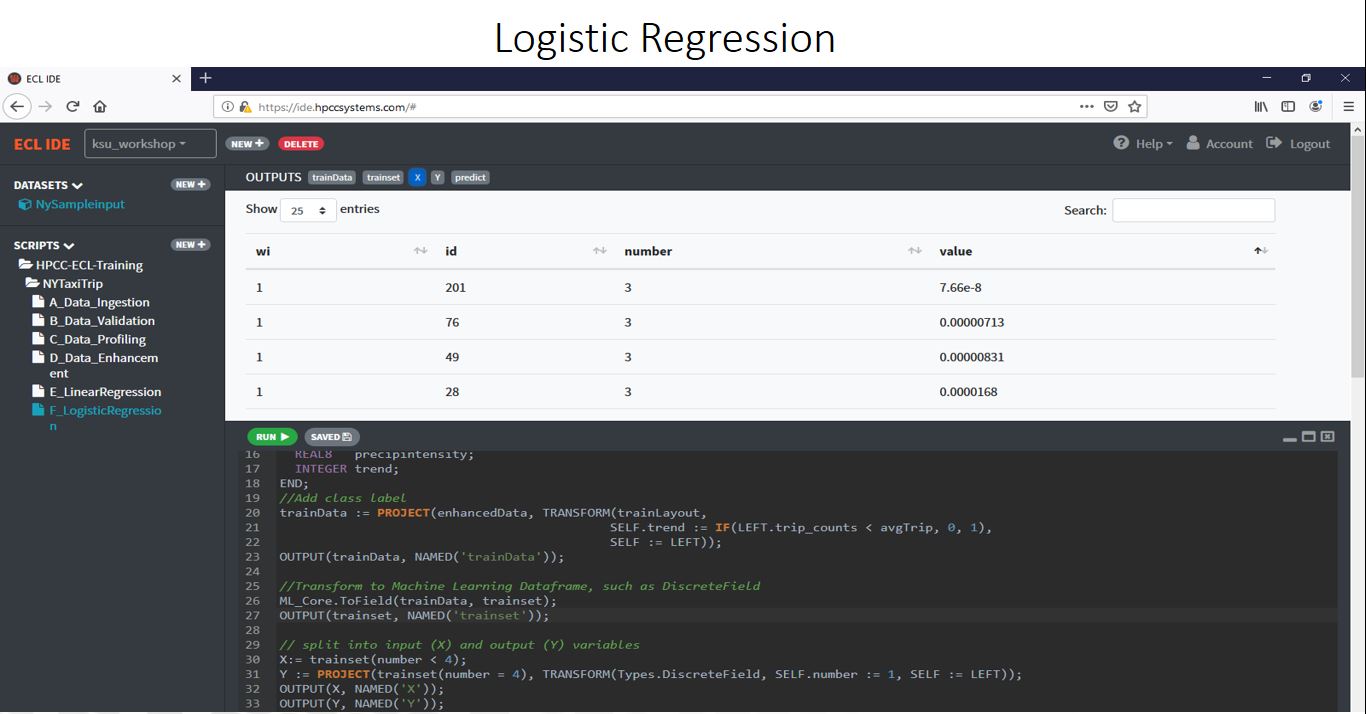 Logistic Regression
ECL IDE
https://ide.hpccsystems.com/#
ECL IDE ksu_workshop NEW + DELETE Help Account Logout
DATASETS NEW +
NySampleinput
SCRIPTS NEW +
HPCC-ECL-Training
NYTaxiTrip
A_Data_Ingestion
B_Data_Validation
C_Data_Profiling
D_Data_Enhancem
ent
E_LinearRegression
F_LogisticRegressio
n
OUTPUTS trainData trainset X Y predict
Show 25 entries Search:
wi id number value
1 201 3 7.66e-8
1 76 3 0.00000713
1 49 3 0.00000831
1 28 3 0.0000168
RUN SAVED
16 REAL8 precipintensity;
17 INTEGER trend;
18 END;
19 //Add class label
20 trainData := PROJECT(enhancedData, TRANSFORM(trainLayout,
21 SELF.trend := IF(LEFT.trip_counts < avgTrip, 0, 1),
22 SELF := LEFT));
23 OUTPUT(trainData, NAMED('trainData'));
24
25 //Transform to Machine Learning Dataframe, such as DiscreteField
26 ML_Core.ToField(trainData, trainset);
27 OUTPUT(trainset, NAMED('trainset'));
28
29 // split into input (X) and output (Y) variables
30 X:= trainset(number < 4);
31 Y := PROJECT(trainset(number = 4), TRANSFORM(Types.DiscreteField, SELF.number := 1, SELF := LEFT));
32 OUTPUT(X, NAMED('X'));
33 OUTPUT(Y, NAMED('Y'));